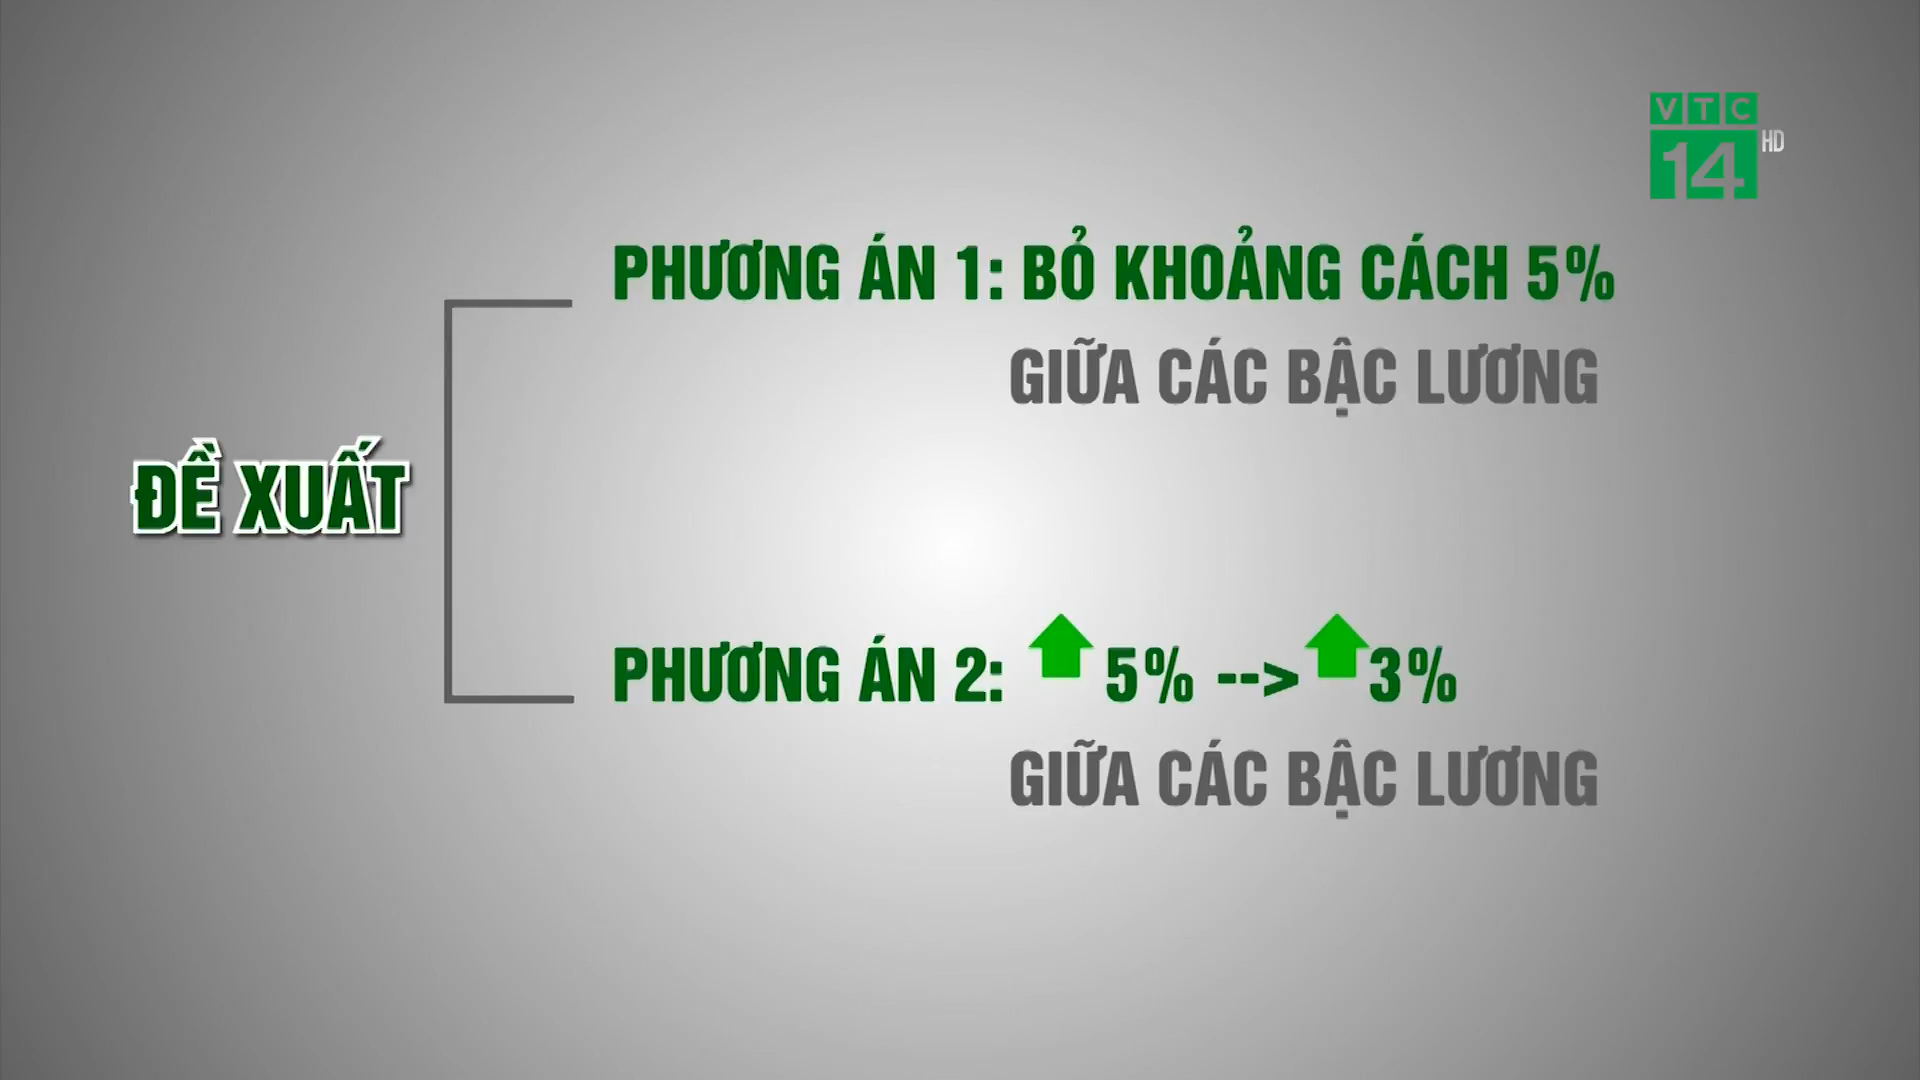 VTC
14 HD
PHƯƠNG ÁN 1: BỎ KHOẢNG CÁCH 5%
GIỮA CÁC BẬC LƯƠNG
ĐỀ XUẤT
PHƯƠNG ÁN 2: 5% --> 3%
GIỮA CÁC BẬC LƯƠNG